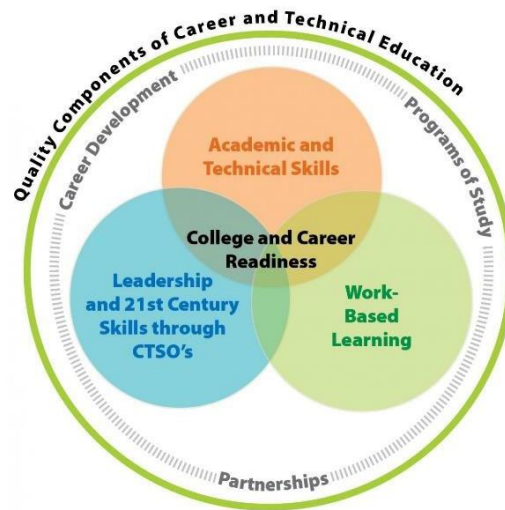 Quality Components of Career and Technical Education
Career Development
Programs of Study
Academic and
Technical Skills
College and Career
Readiness
Leadership
and 21st Century
Skills through
CTSO's
Work-
Based
Learning
Partnerships